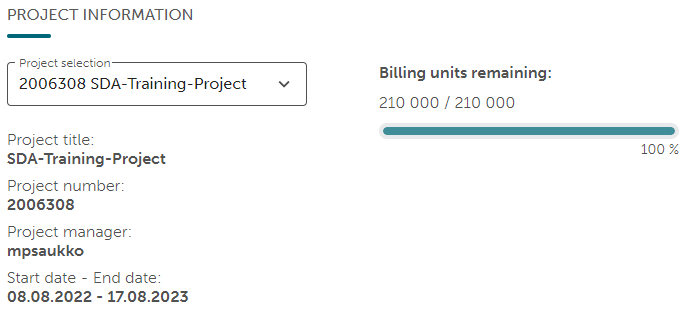 PROJECT INFORMATION
Project selection
2006308 SDA-Training-Project
Project title:
SDA-Training-Project
Project number:
2006308
Project manager:
mpsaukko
Start date - End date:
08.08.2022 - 17.08.2023
Billing units remaining:
210 000 / 210 000
100 %